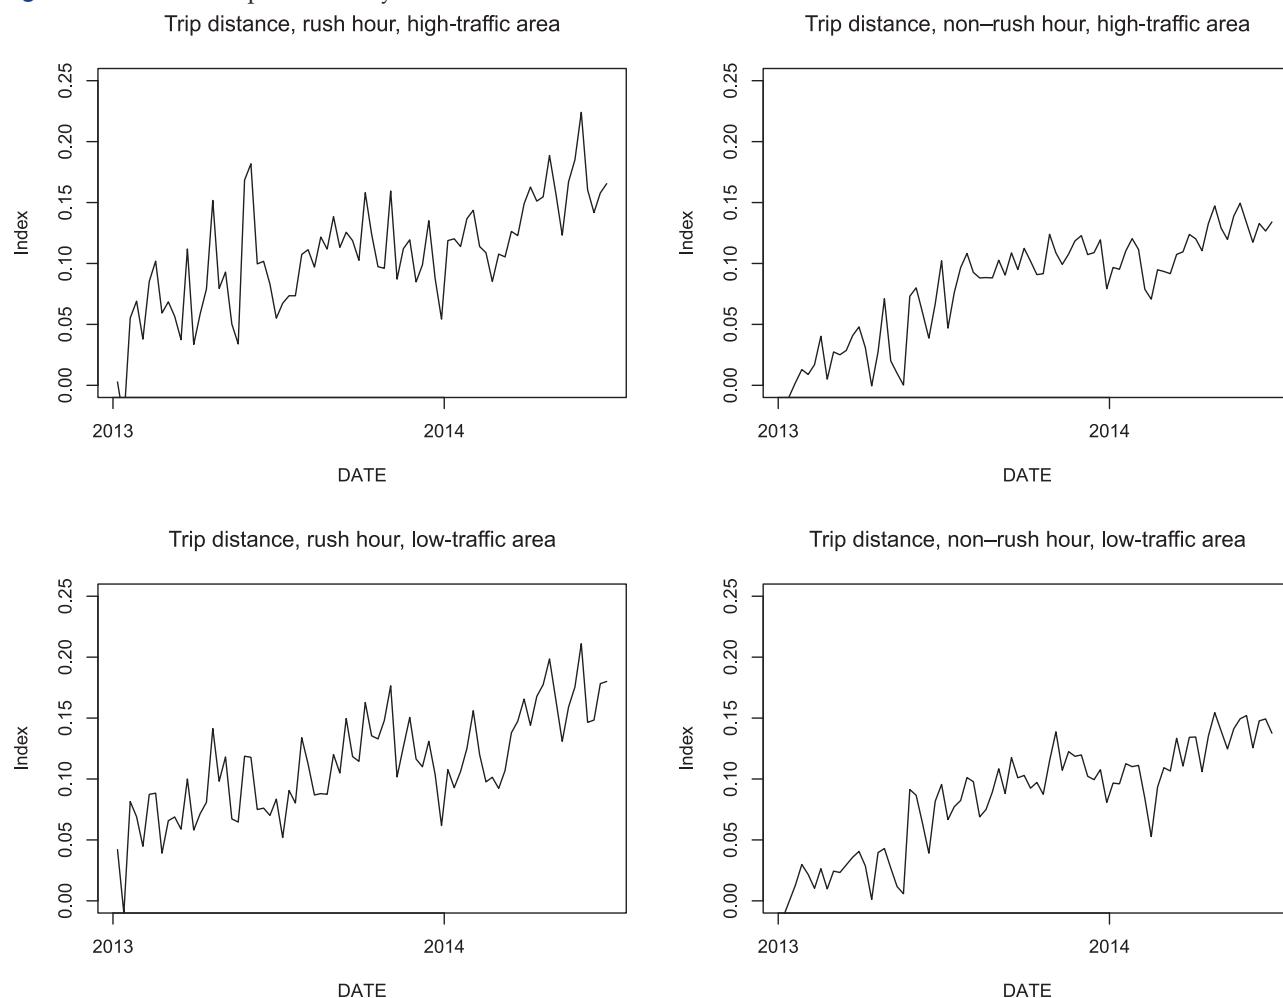 Trip distance, rush hour, high-traffic area
0.25
0.20
0.15
0.10
0.05
0.00
Index
2013
2014
DATE
Trip distance, non–rush hour, high-traffic area
0.25
0.20
0.15
0.10
0.05
0.00
Index
2013
2014
DATE
Trip distance, rush hour, low-traffic area
0.25
0.20
0.15
0.10
0.05
0.00
Index
2013
2014
DATE
Trip distance, non–rush hour, low-traffic area
0.25
0.20
0.15
0.10
0.05
0.00
Index
2013
2014
DATE